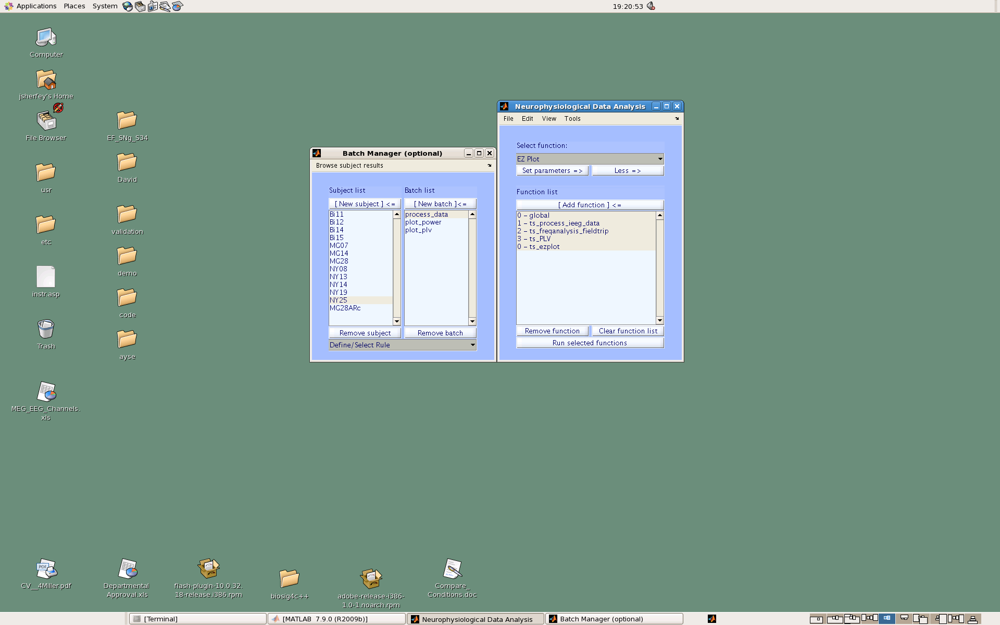 Applications Places System
19:20:53
Computer
jsherfey's Home
File Browser
usr
etc
instr.asp
Trash
MEG_EEG_Channels.
xls
EF_SNg_S34
David
validation
demo
code
ayse
Batch Manager (optional)
Browse subject results
Subject list
[ New subject ] <=
Bi11
Bi12
Bi14
Bi15
MG07
MG14
MG28
NY08
NY13
NY14
NY19
NY25
MG28ARc
Remove subject
Batch list
[ New batch ]<=
process_data
plot_power
plot_plv
Remove batch
Define/Select Rule
Neurophysiological Data Analysis
File Edit View Tools
Select function:
EZ Plot
Set parameters => Less =>
Function list
[ Add function ] <=
0 – global
1 – ts_process_ieeg_data
2 – ts_freqanalysis_fieldtrip
3 – ts_PLV
0 – ts_ezplot
Remove function Clear function list
Run selected functions
CV__4Miller.pdf
Departmental
Approval.xls
flash-plugin-10.0.32.
18-release.i386.rpm
biosig4c++
adobe-release-i386-
1.0-1.noarch.rpm
Compare_
Conditions.doc
[Terminal]
[MATLAB 7.9.0 (R2009b)]
Neurophysiological Data Analysis
Batch Manager (optional)